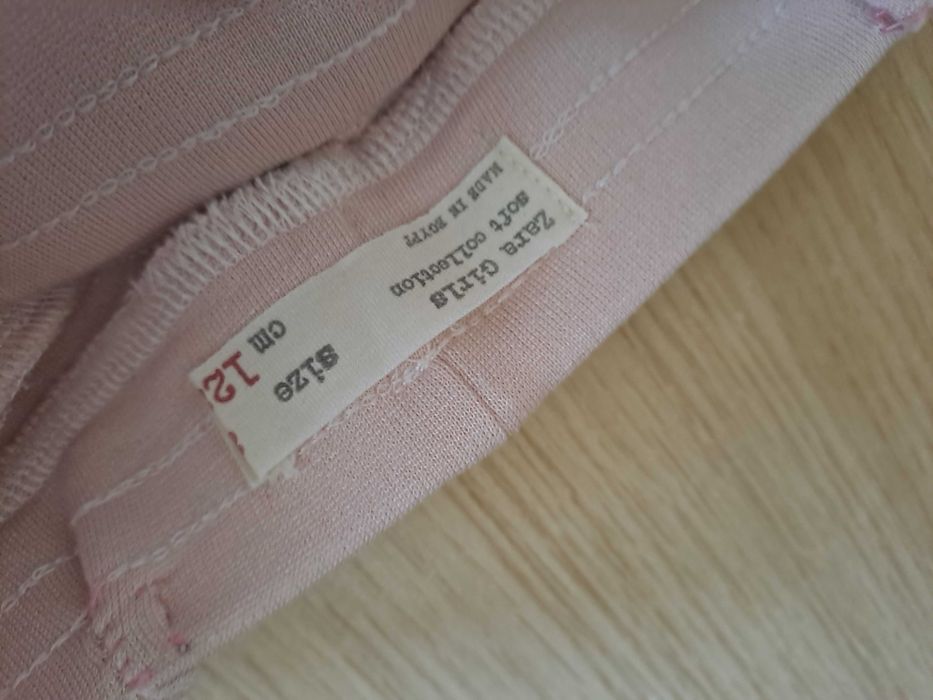 Zara Girls
soft collection
MADE IN EGYPT
size
cm 12